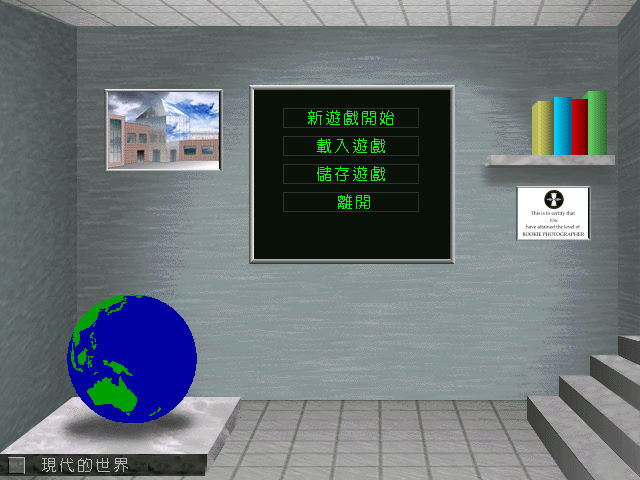 新遊戲開始
載入遊戲
儲存遊戲
離開
This is to certify that
You
have attained the level of
ROOKIE PHOTOGRAPHER
現代的世界